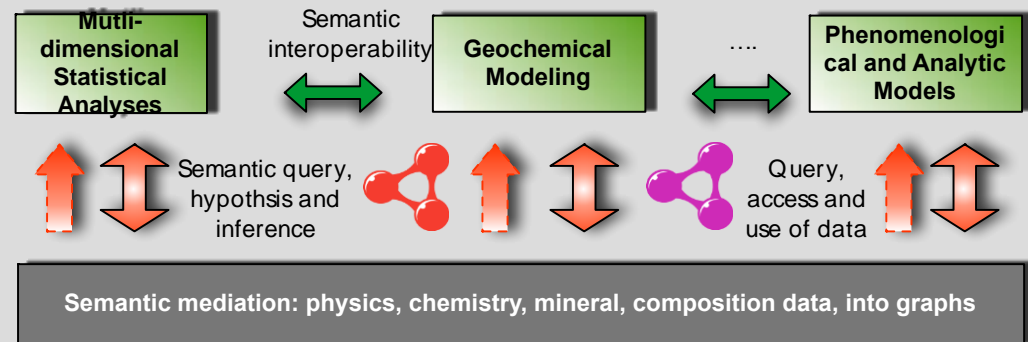 Mutli-
dimensional
Statistical
Analyses
Semantic
interoperability
Geochemical
Modeling
....
Phenomenologi
cal and Analytic
Models
Semantic query,
hypothsis and
inference
Query,
access and
use of data
Semantic mediation: physics, chemistry, mineral, composition data, into graphs